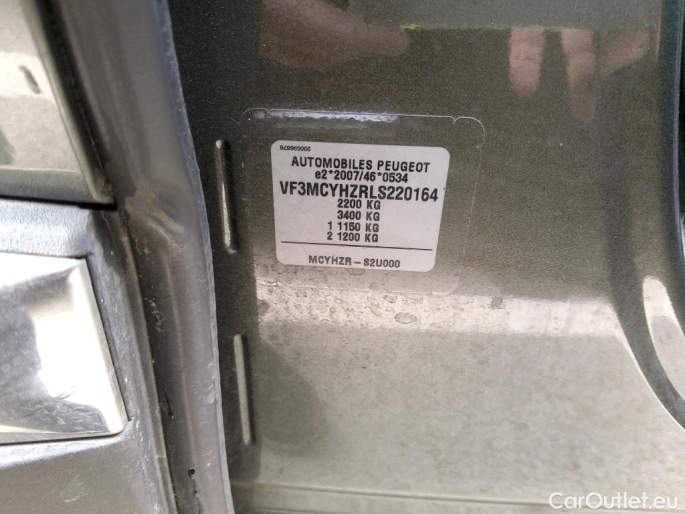 AUTOMOBILES PEUGEOT
e2*2007/46*0534
VF3MCYHZRLS220164
2200 KG
3400 KG
1 1150 KG
2 1200 KG
MCYHZR-S2U000
CarOutlet.eu